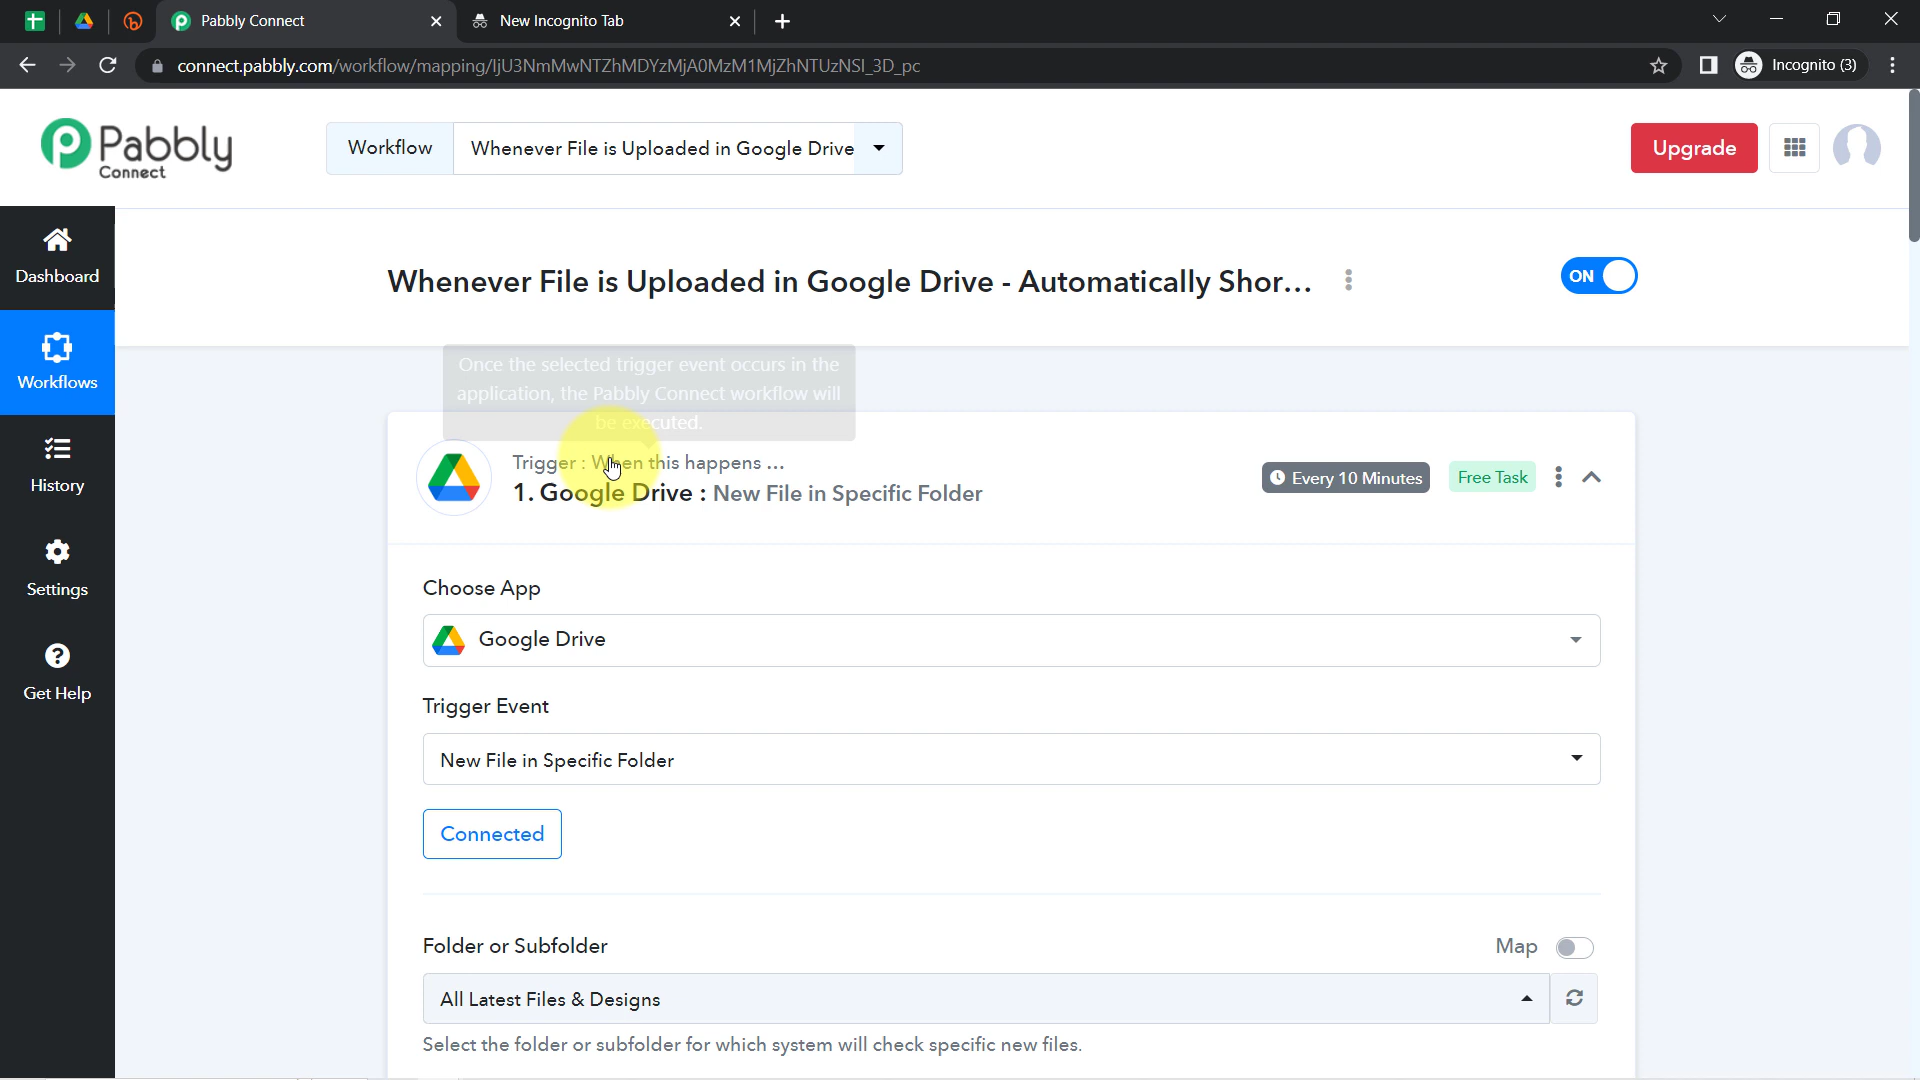 Pabbly Connect
New Incognito Tab
connect.pabbly.com/workflow/mapping/IjU3NmMwNTZhMDYzMjA0MzM1MjZhNTUzNSI_3D_pc
Incognito (3)
Pabbly
Connect
Workflow
Whenever File is Uploaded in Google Drive
Upgrade
Dashboard
Workflows
History
Settings
Get Help
Whenever File is Uploaded in Google Drive - Automatically Shor...
ON
Once the selected trigger event occurs in the
application, the Pabbly Connect workflow will
be executed.
Trigger : When this happens ...
1. Google Drive : New File in Specific Folder
Every 10 Minutes
Free Task
Choose App
Google Drive
Trigger Event
New File in Specific Folder
Connected
Folder or Subfolder
Map
All Latest Files & Designs
Select the folder or subfolder for which system will check specific new files.